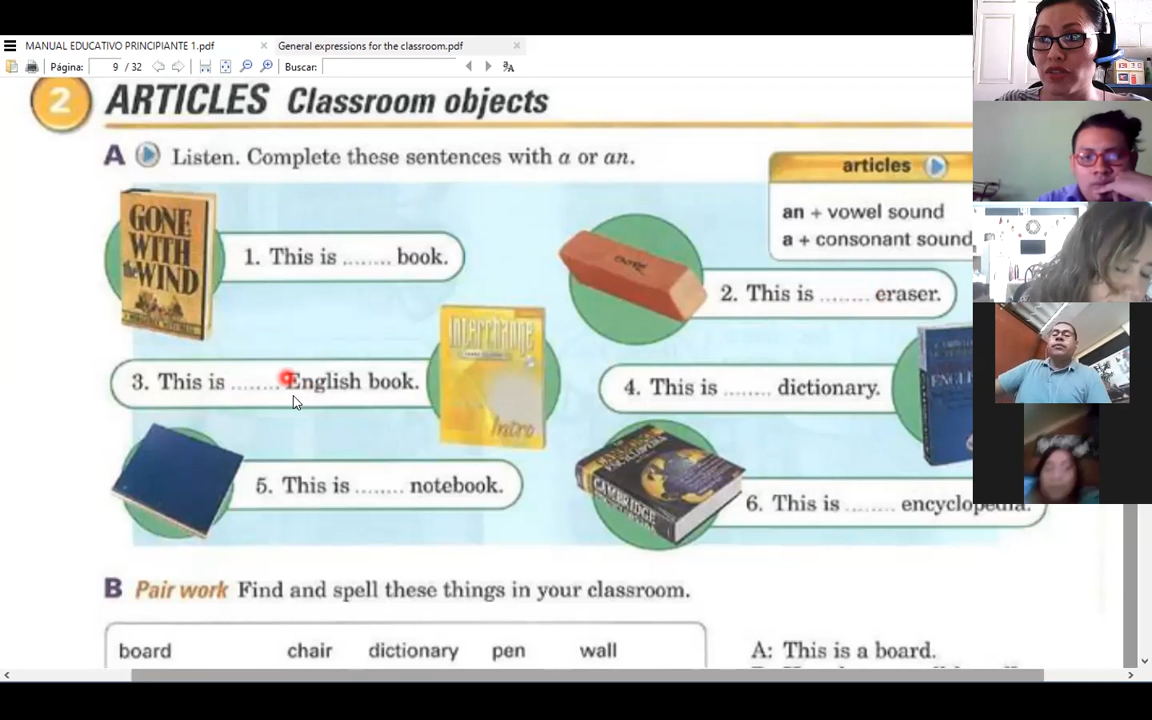 MANUAL EDUCATIVO PRINCIPIANTE 1.pdf
General expressions for the classroom.pdf
Página: 9 / 32
Buscar:
2 ARTICLES Classroom objects
A Listen. Complete these sentences with a or an.
articles
an + vowel sound
a + consonant sound
GONE
WITH
the WIND
1. This is ........ book.
2. This is ........ eraser.
interchange
Intro
3. This is ........ English book.
4. This is ........ dictionary.
ENGLI
5. This is ........ notebook.
CAMBRIDGE
6. This is ........ encyclopedia.
B Pair work Find and spell these things in your classroom.
board chair dictionary pen wall
A: This is a board.